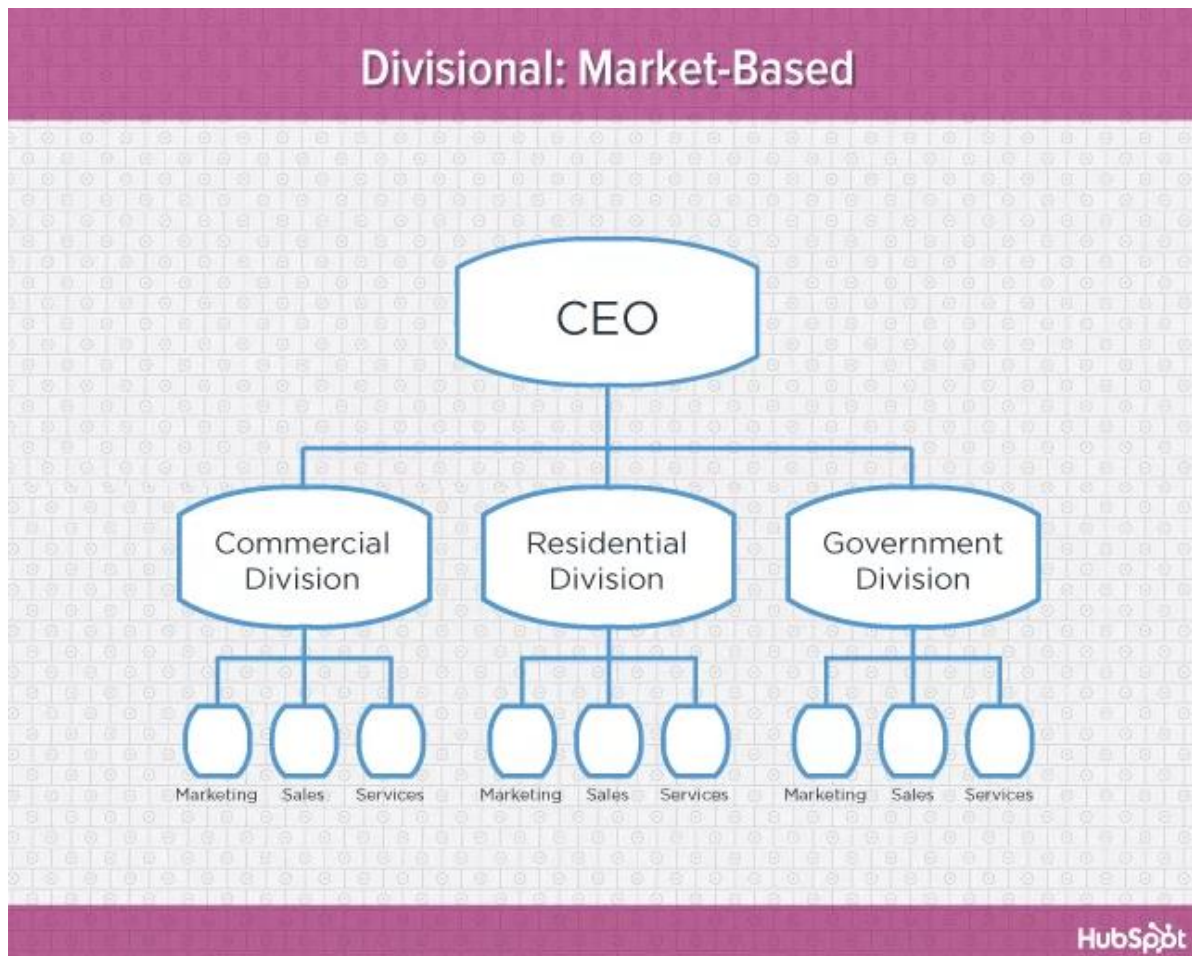 Divisional: Market-Based
CEO
Commercial
Division
Residential
Division
Government
Division
Marketing Sales Services
Marketing Sales Services
Marketing Sales Services
HubSpot